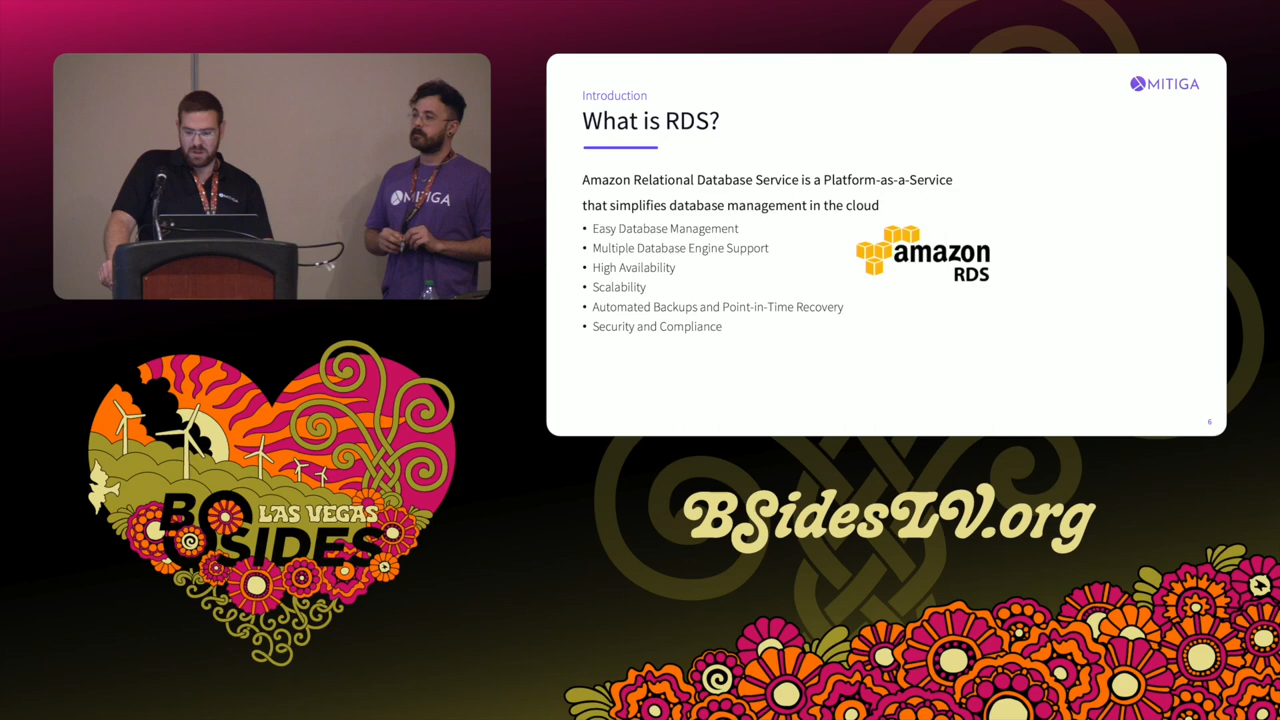 MITIGA
Introduction
What is RDS?
Amazon Relational Database Service is a Platform-as-a-Service
that simplifies database management in the cloud
• Easy Database Management
• Multiple Database Engine Support
• High Availability
• Scalability
• Automated Backups and Point-in-Time Recovery
• Security and Compliance
amazon
RDS
6
MITIGA
LAS VEGAS
BSIDES
23
BSidesLV.org